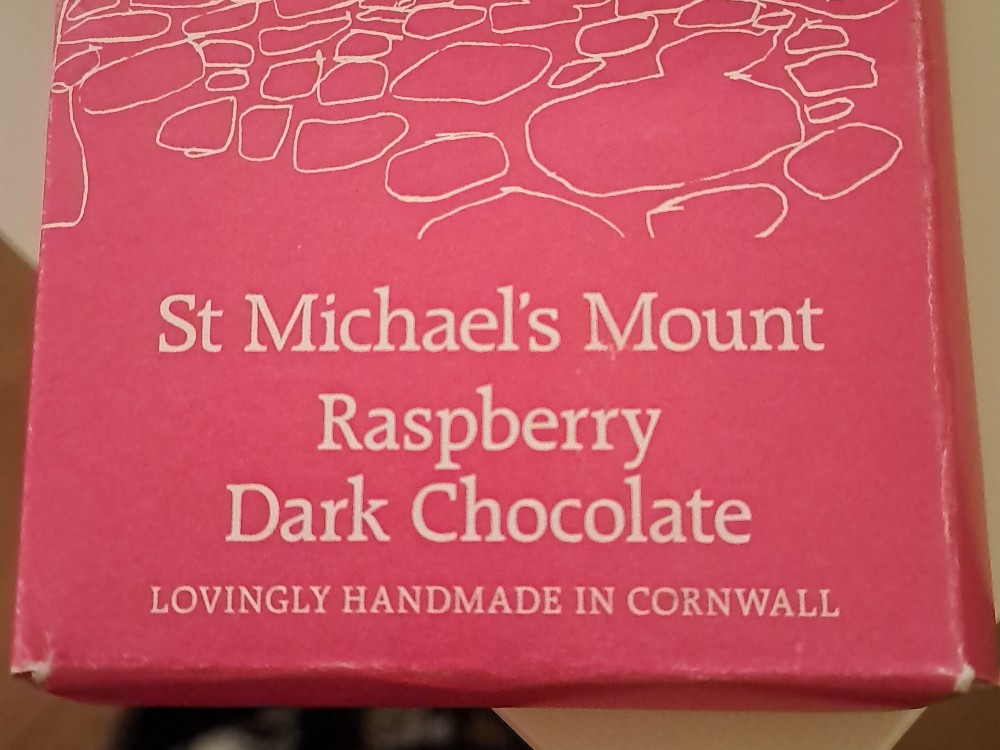 St Michael's Mount
Raspberry
Dark Chocolate
LOVINGLY HANDMADE IN CORNWALL